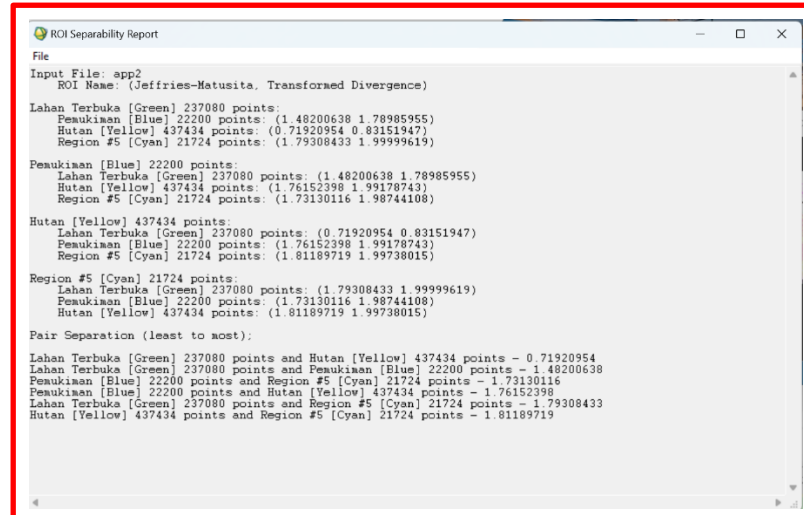 ROI Separability Report
File
Input File: app2
ROI Name: (Jeffries-Matusita, Transformed Divergence)
Lahan Terbuka [Green] 237080 points:
Pemukiman [Blue] 22200 points: (1.48200638 1.78985955)
Hutan [Yellow] 437434 points: (0.71920954 0.83151947)
Region #5 [Cyan] 21724 points: (1.79308433 1.99999619)
Pemukiman [Blue] 22200 points:
Lahan Terbuka [Green] 237080 points: (1.48200638 1.78985955)
Hutan [Yellow] 437434 points: (1.76152398 1.99178743)
Region #5 [Cyan] 21724 points: (1.73130116 1.98744108)
Hutan [Yellow] 437434 points:
Lahan Terbuka [Green] 237080 points: (0.71920954 0.83151947)
Pemukiman [Blue] 22200 points: (1.76152398 1.99178743)
Region #5 [Cyan] 21724 points: (1.81189719 1.99738015)
Region #5 [Cyan] 21724 points:
Lahan Terbuka [Green] 237080 points: (1.79308433 1.99999619)
Pemukiman [Blue] 22200 points: (1.73130116 1.98744108)
Hutan [Yellow] 437434 points: (1.81189719 1.99738015)
Pair Separation (least to most);
Lahan Terbuka [Green] 237080 points and Hutan [Yellow] 437434 points - 0.71920954
Lahan Terbuka [Green] 237080 points and Pemukiman [Blue] 22200 points - 1.48200638
Pemukiman [Blue] 22200 points and Region #5 [Cyan] 21724 points - 1.73130116
Pemukiman [Blue] 22200 points and Hutan [Yellow] 437434 points - 1.76152398
Lahan Terbuka [Green] 237080 points and Region #5 [Cyan] 21724 points - 1.79308433
Hutan [Yellow] 437434 points and Region #5 [Cyan] 21724 points - 1.81189719